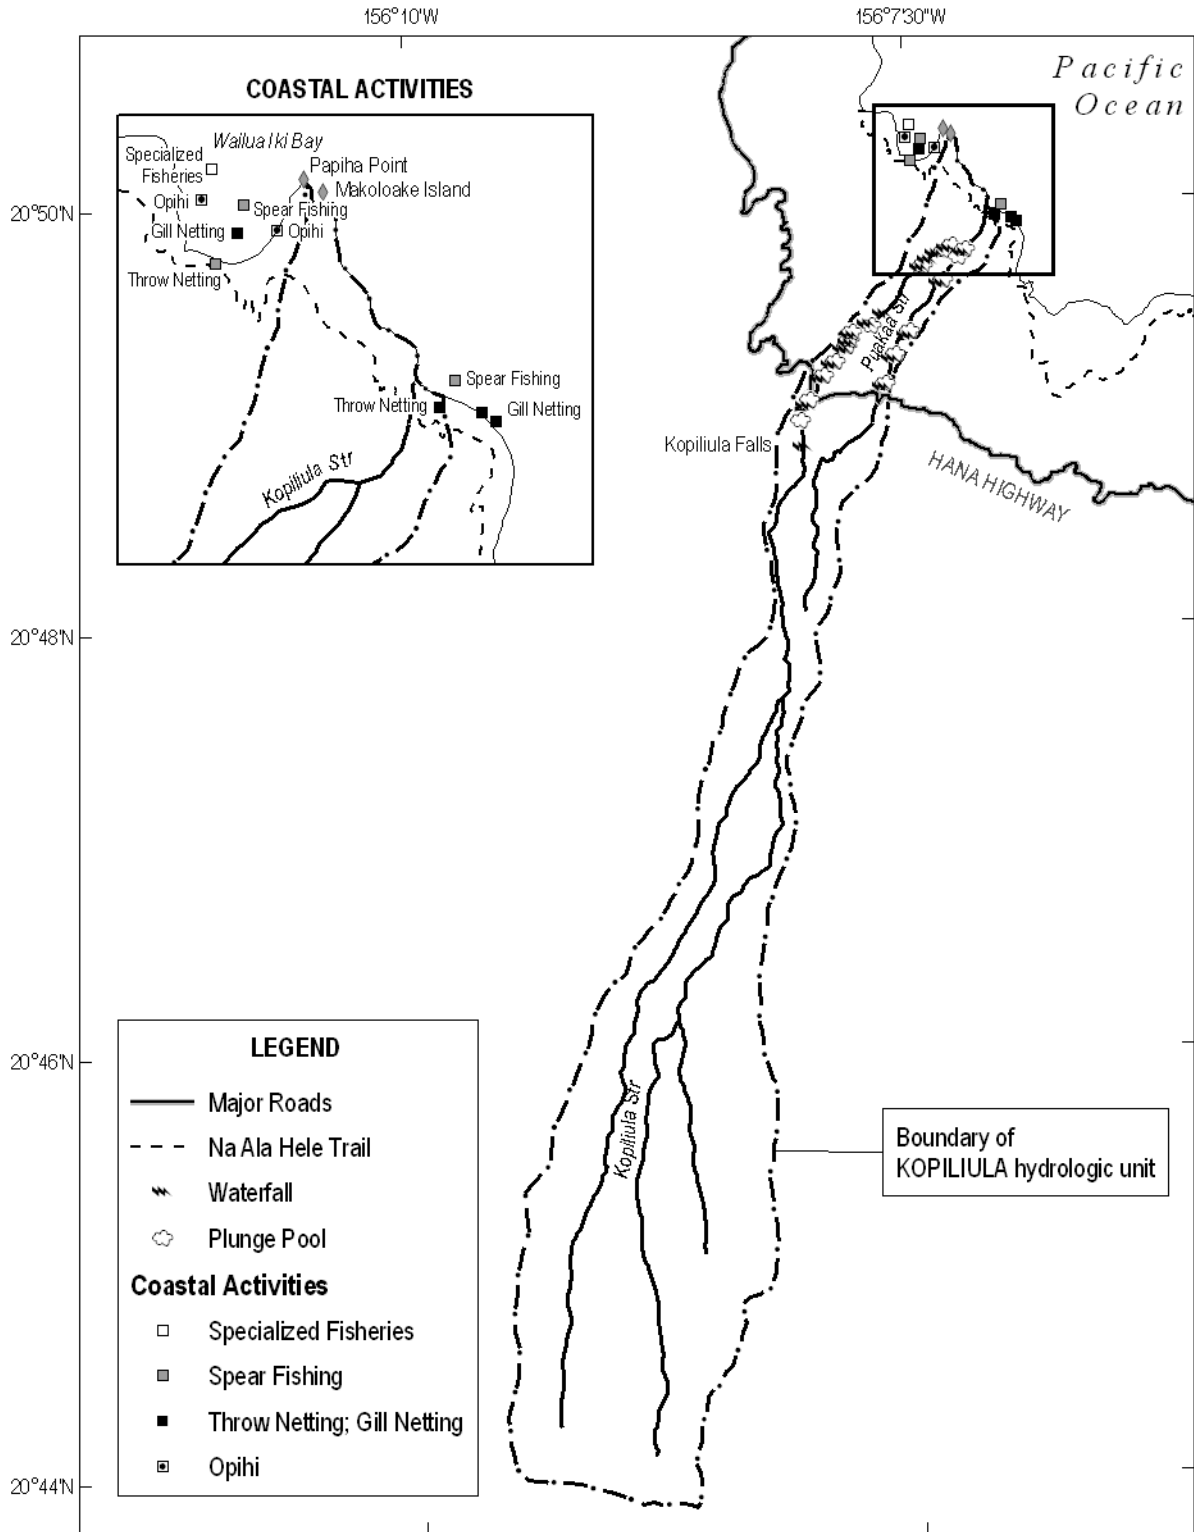 156°10'W
156°7'30"W
Pacific
Ocean
COASTAL ACTIVITIES
Wailua Iki Bay
Specialized
Fisheries
Papiha Point
Makoloake Island
Opihi
Spear Fishing
Gill Netting
Opihi
Throw Netting
Spear Fishing
Throw Netting
Gill Netting
Kopiliula Str
20°50'N
Puakaa Str
Kopiliula Falls
HANA HIGHWAY
20°48'N
20°46'N
Kopiliula Str
Boundary of
KOPILIULA hydrologic unit
LEGEND
Major Roads
Na Ala Hele Trail
Waterfall
Plunge Pool
Coastal Activities
Specialized Fisheries
Spear Fishing
Throw Netting; Gill Netting
Opihi
20°44'N